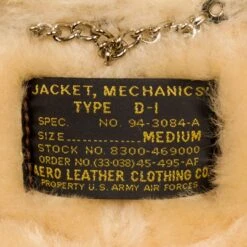 JACKET, MECHANICS'
TYPE D-1
SPEC. NO. 94-3084-A
SIZE MEDIUM
STOCK NO. 8300-469000
ORDER NO. (33-038) 45-495-AF
AERO LEATHER CLOTHING CO.
PROPERTY U.S. ARMY AIR FORCES